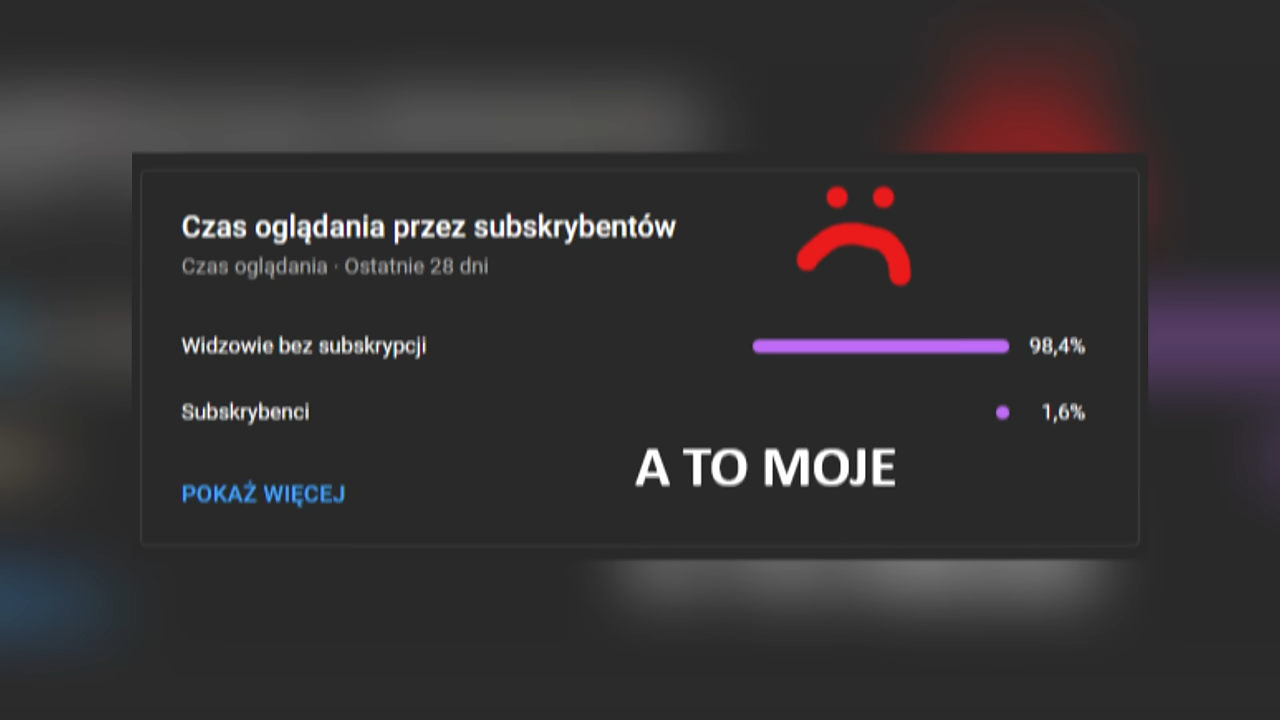 Czas oglądania przez subskrybentów
Czas oglądania · Ostatnie 28 dni
Widzowie bez subskrypcji 98,4%
Subskrybenci 1,6%
A TO MOJE
POKAŻ WIĘCEJ